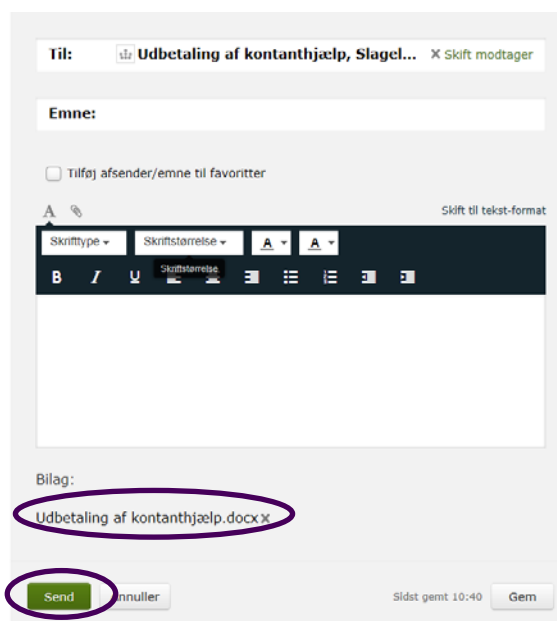 Til: Udbetaling af kontanthjælp, Slagel... × Skift modtager
Emne:
Tilføj afsender/emne til favoritter
A Skift til tekst-format
Skrifttype Skriftstørrelse A A
Skriftstørrelse
B I U
Bilag:
Udbetaling af kontanthjælp.docx ×
Send nnuller Sidst gemt 10:40 Gem